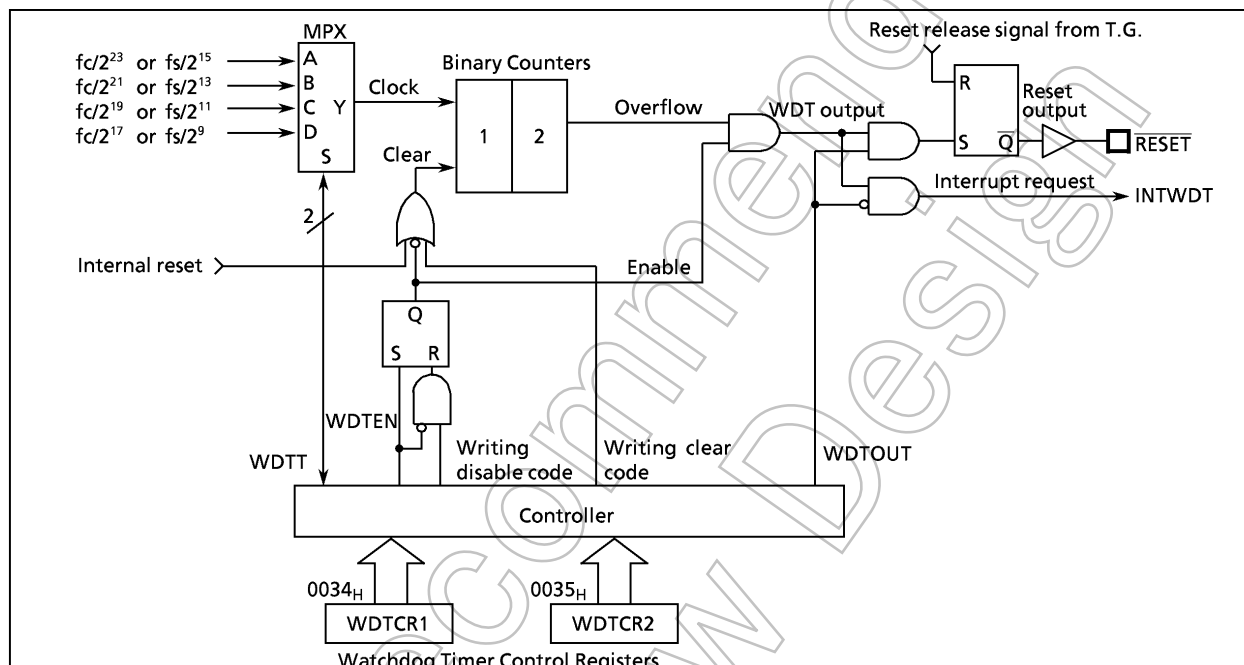 Reset release signal from T.G.
MPX
fc/2²³ or fs/2¹⁵
fc/2²¹ or fs/2¹³
fc/2¹⁹ or fs/2¹¹
fc/2¹⁷ or fs/2⁹
A
B
C
D
Y
S
Clock
Binary Counters
1
2
Overflow
WDT output
R
S
Q̅
Reset
output
R̅E̅S̅E̅T̅
Clear
Interrupt request
INTWDT
2
Internal reset
Enable
Q
S R
WDTEN
Writing
disable code
Writing clear
code
WDTOUT
WDTT
Controller
0034H
0035H
WDTCR1
WDTCR2
Watchdog Timer Control Registers
ecommend
w Design